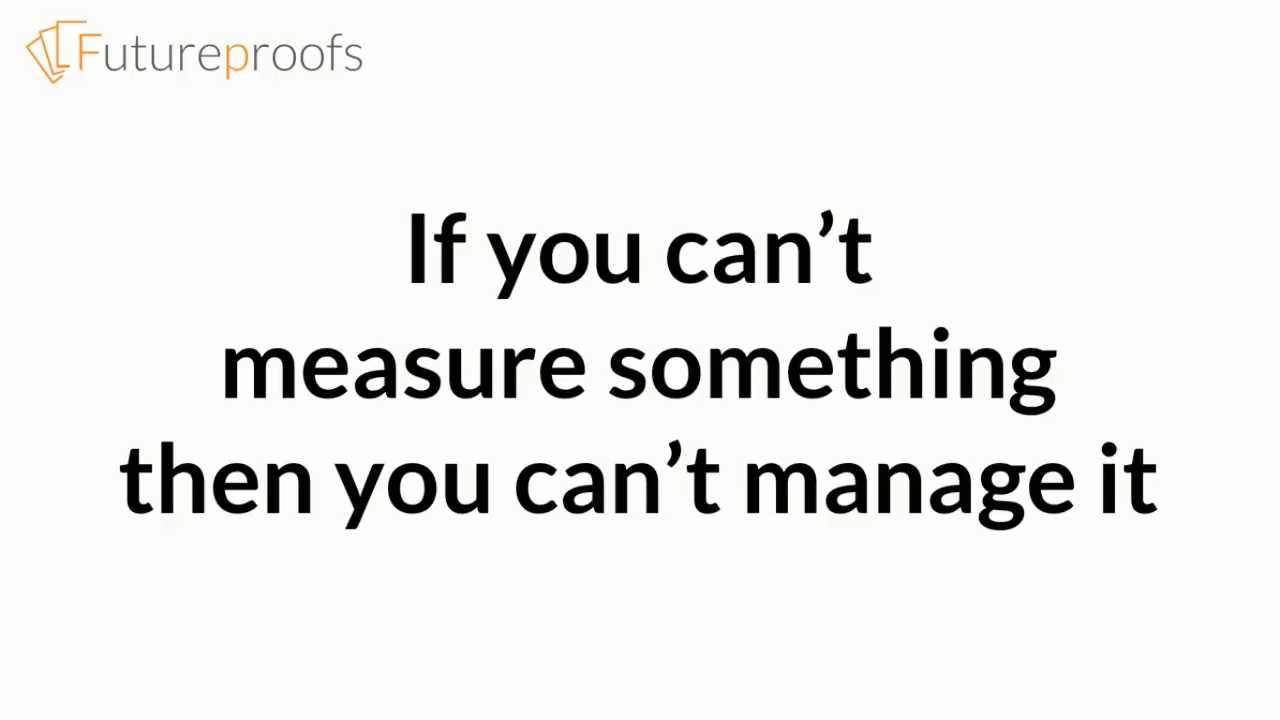 Futureproofs
If you can’t
measure something
then you can’t manage it